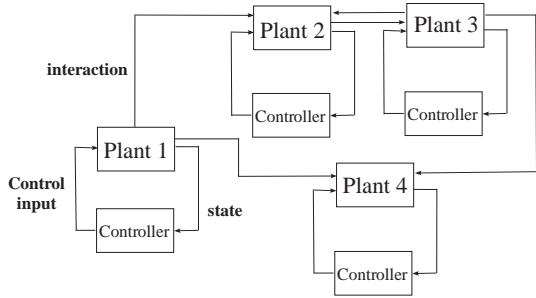 Plant 2
Plant 3
interaction
Controller
Controller
Plant 1
Plant 4
Control
input
state
Controller
Controller